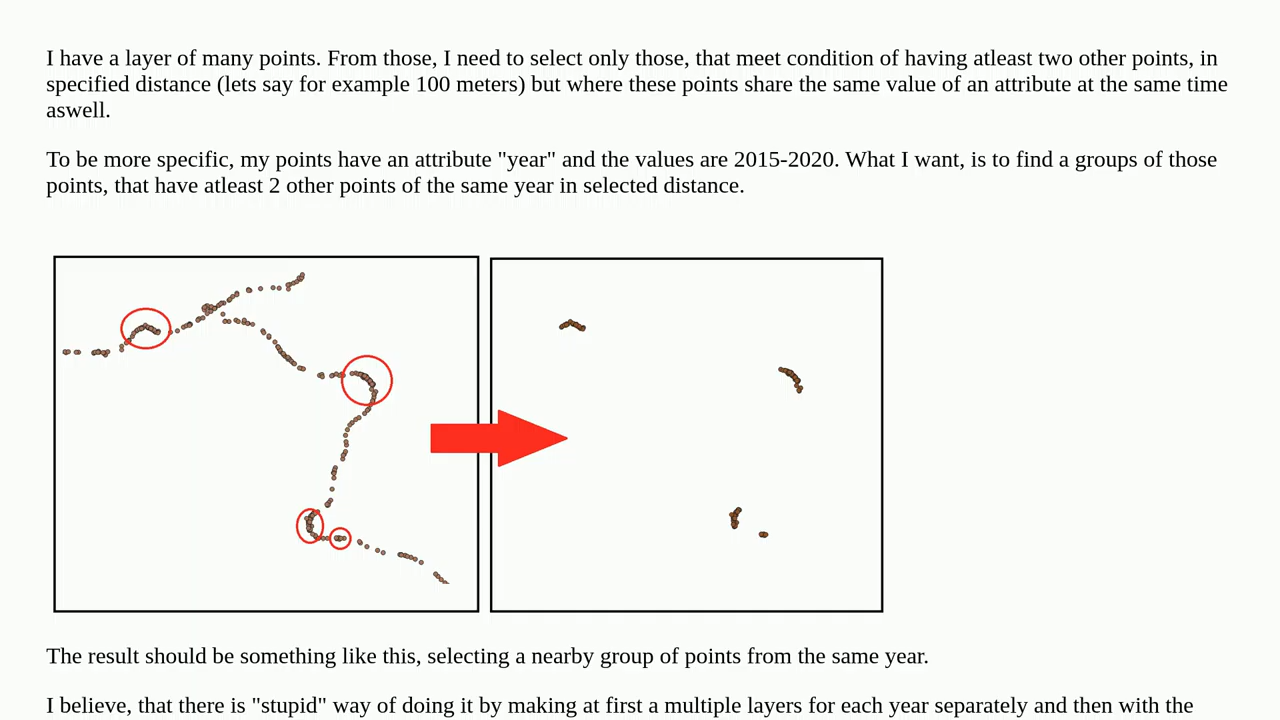 I have a layer of many points. From those, I need to select only those, that meet condition of having atleast two other points, in
specified distance (lets say for example 100 meters) but where these points share the same value of an attribute at the same time
aswell.
To be more specific, my points have an attribute "year" and the values are 2015-2020. What I want, is to find a groups of those
points, that have atleast 2 other points of the same year in selected distance.
The result should be something like this, selecting a nearby group of points from the same year.
I believe, that there is "stupid" way of doing it by making at first a multiple layers for each year separately and then with the